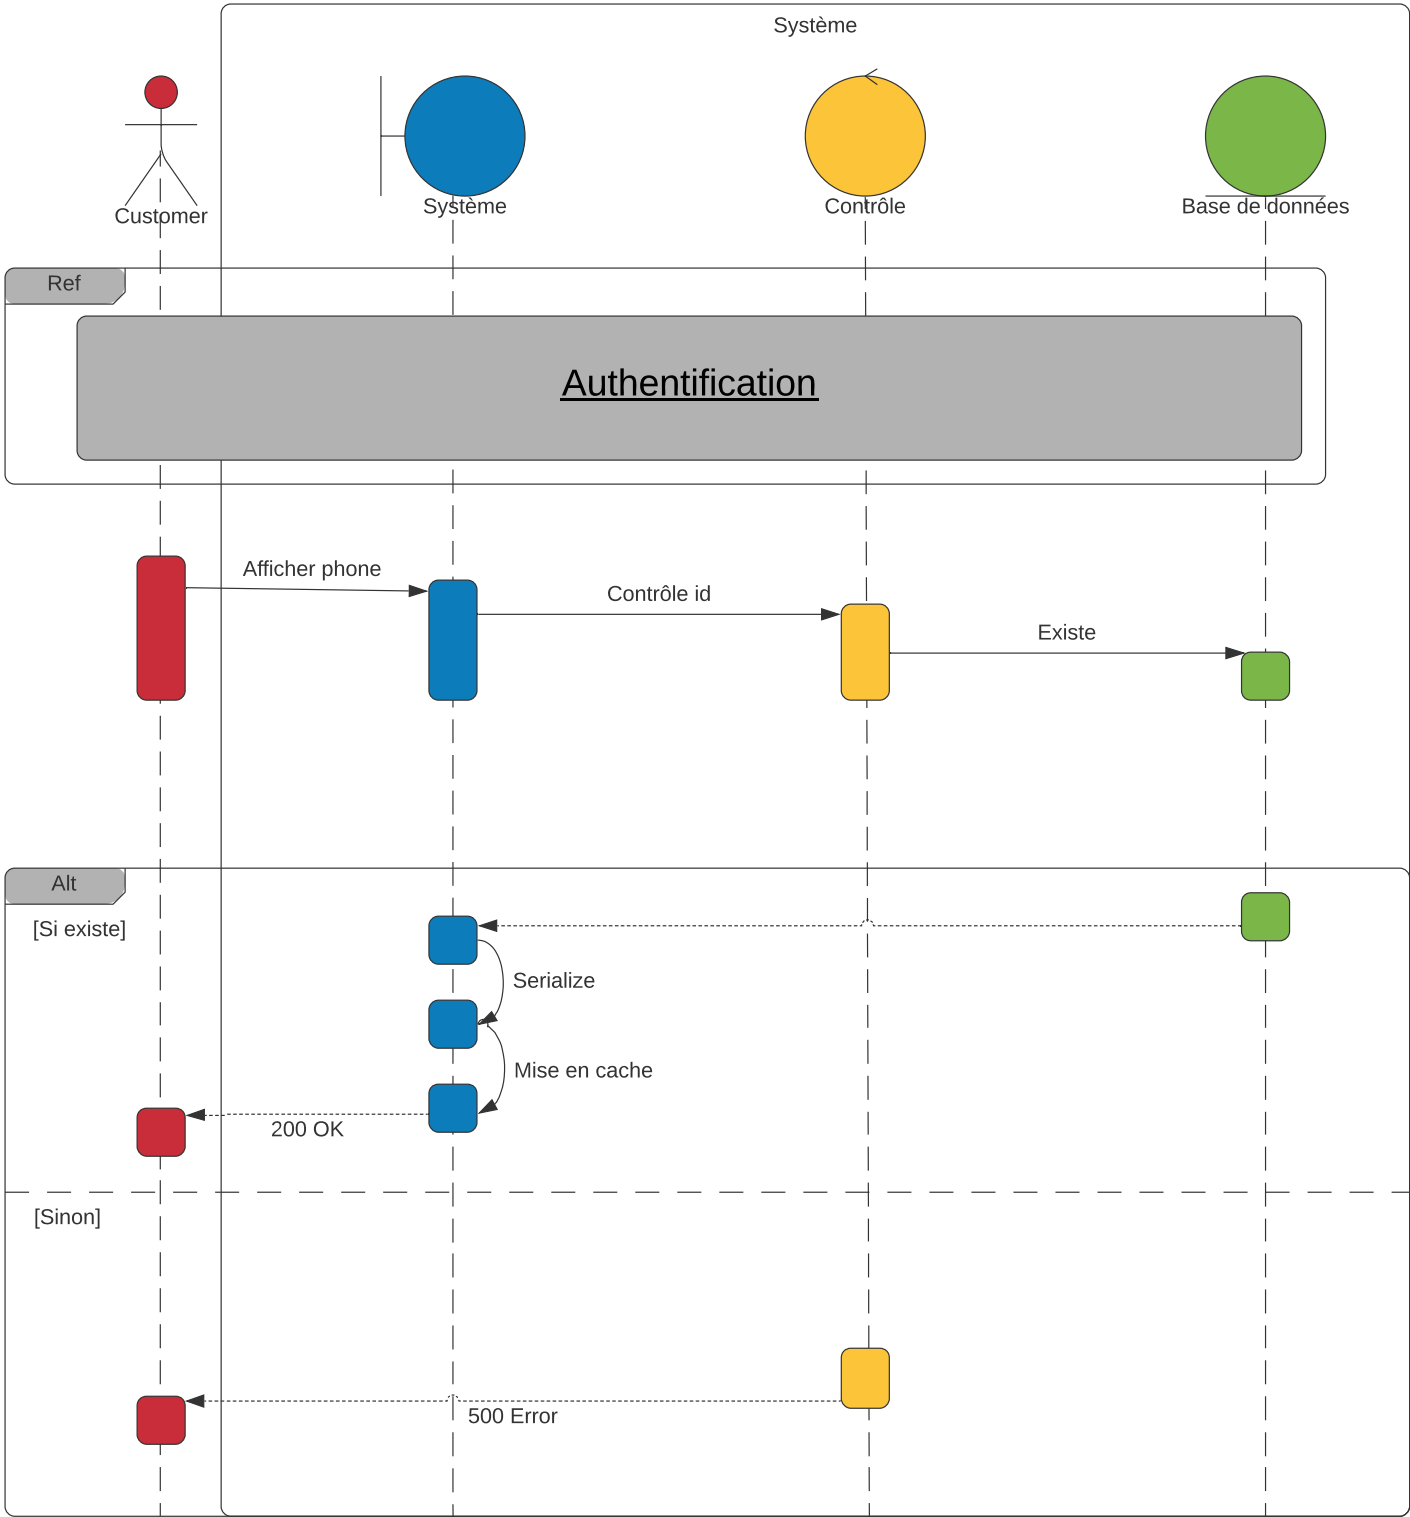 Système
Customer
Système
Contrôle
Base de données
Ref
Authentification
Afficher phone
Contrôle id
Existe
Alt
[Si existe]
Serialize
Mise en cache
200 OK
[Sinon]
500 Error